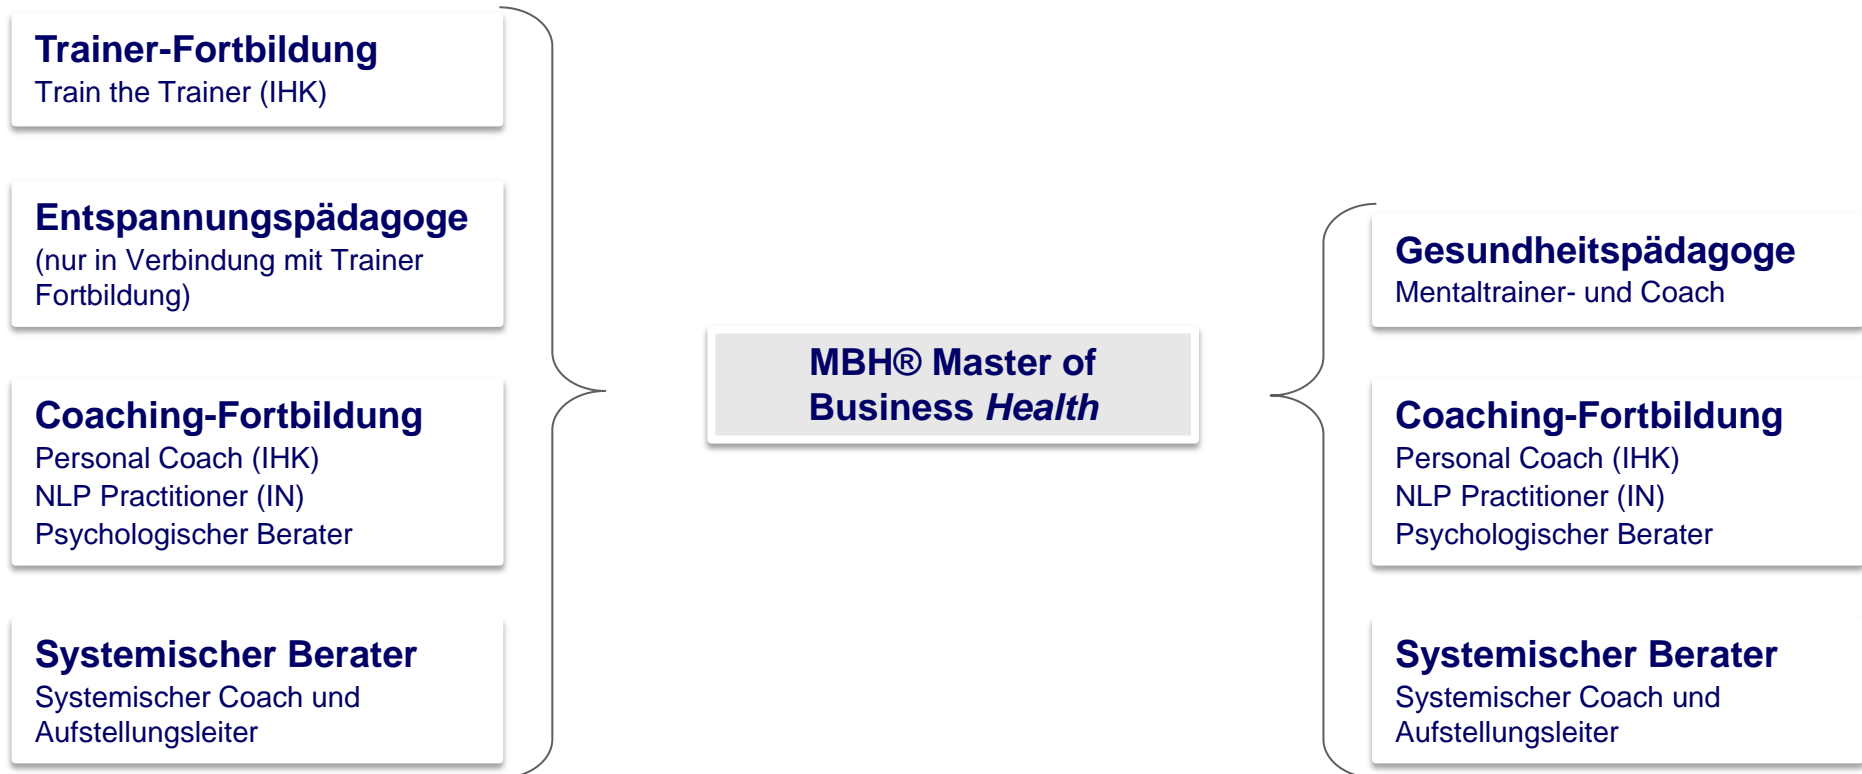 Trainer-Fortbildung
Train the Trainer (IHK)
Entspannungspädagoge
(nur in Verbindung mit Trainer
Fortbildung)
Coaching-Fortbildung
Personal Coach (IHK)
NLP Practitioner (IN)
Psychologischer Berater
Systemischer Berater
Systemischer Coach und
Aufstellungsleiter
MBH® Master of
Business Health
Gesundheitspädagoge
Mentaltrainer- und Coach
Coaching-Fortbildung
Personal Coach (IHK)
NLP Practitioner (IN)
Psychologischer Berater
Systemischer Berater
Systemischer Coach und
Aufstellungsleiter